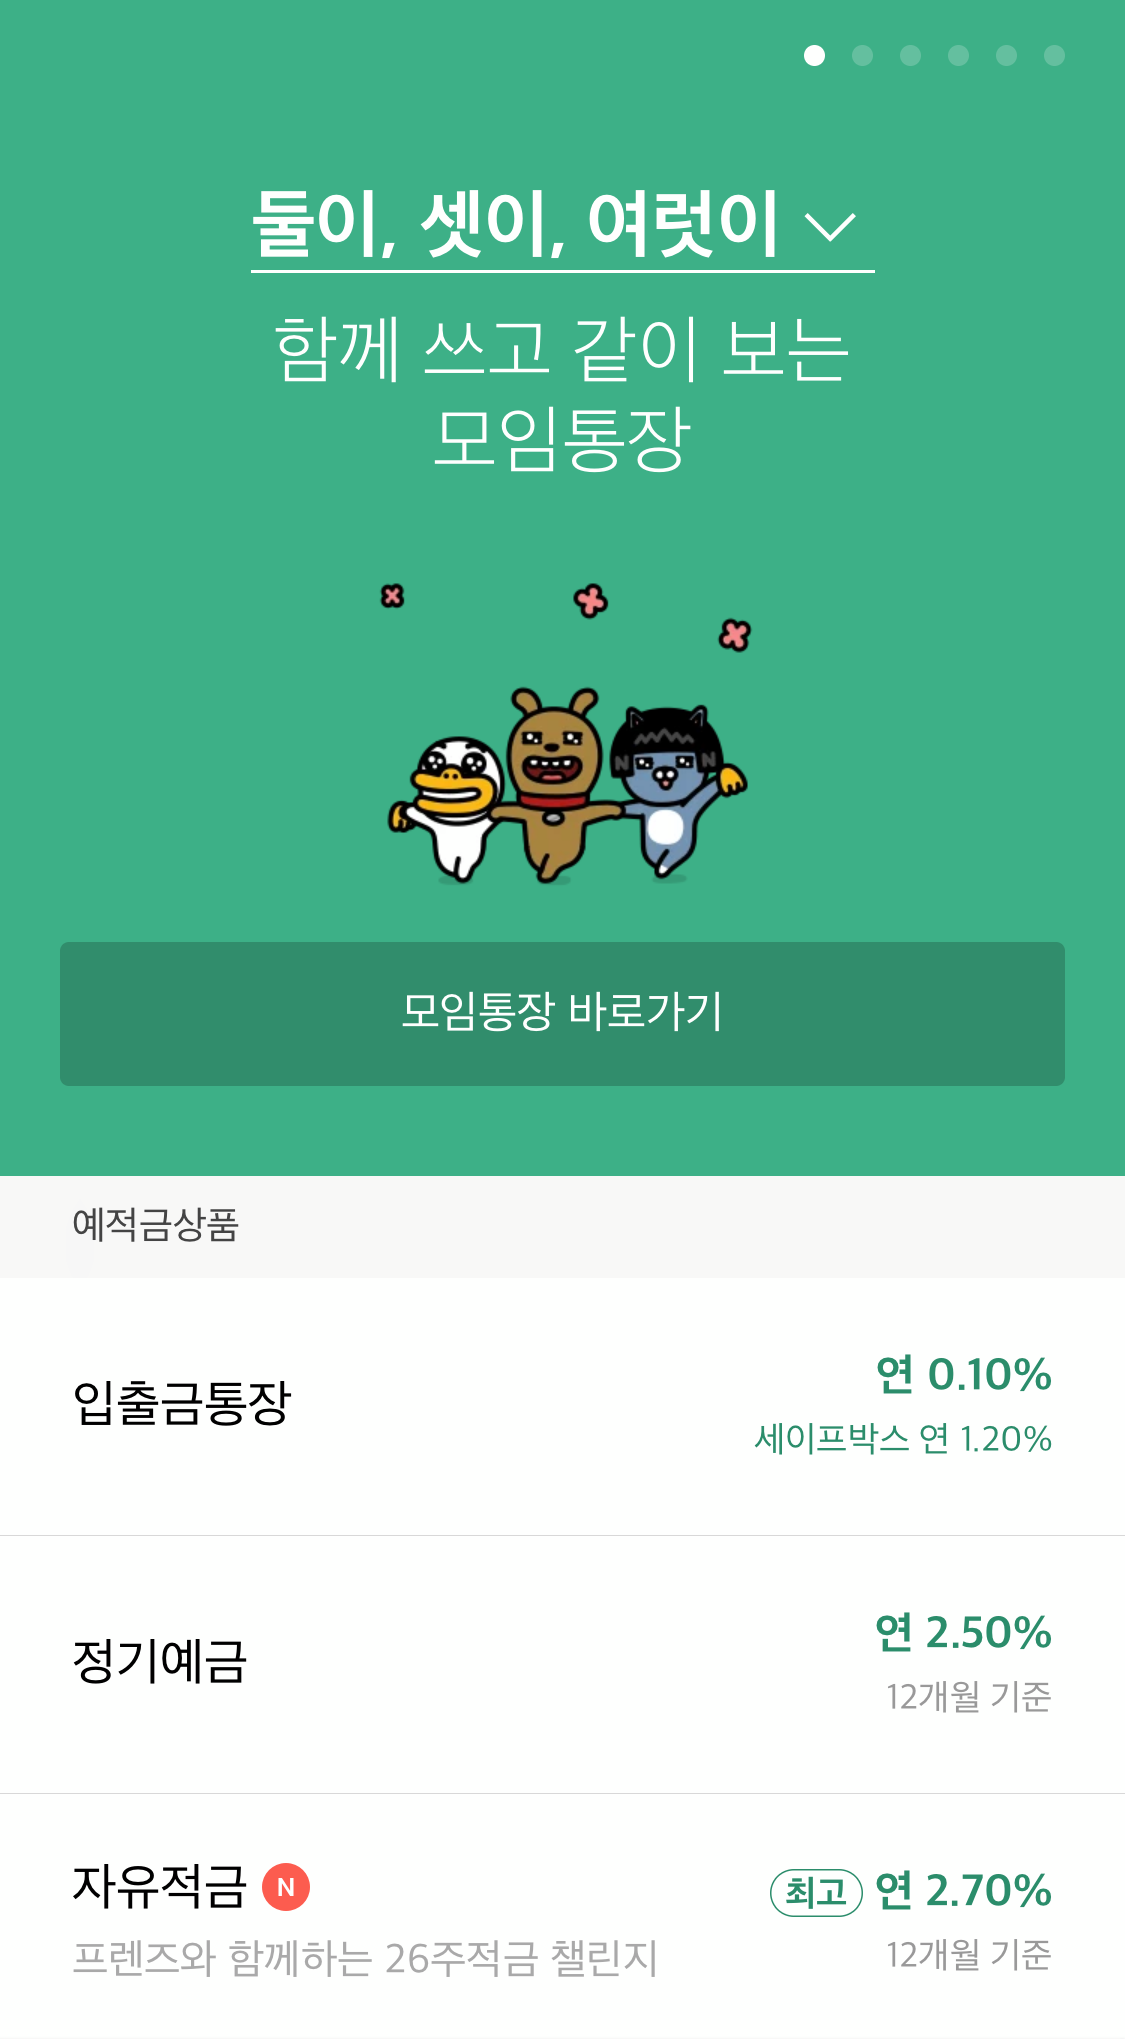 둘이, 셋이, 여럿이
함께 쓰고 같이 보는
모임통장
N N
모임통장 바로가기
예적금상품
입출금통장
연 0.10%
세이프박스 연 1.20%
정기예금
연 2.50%
12개월 기준
자유적금 N
최고 연 2.70%
프렌즈와 함께하는 26주적금 챌린지
12개월 기준